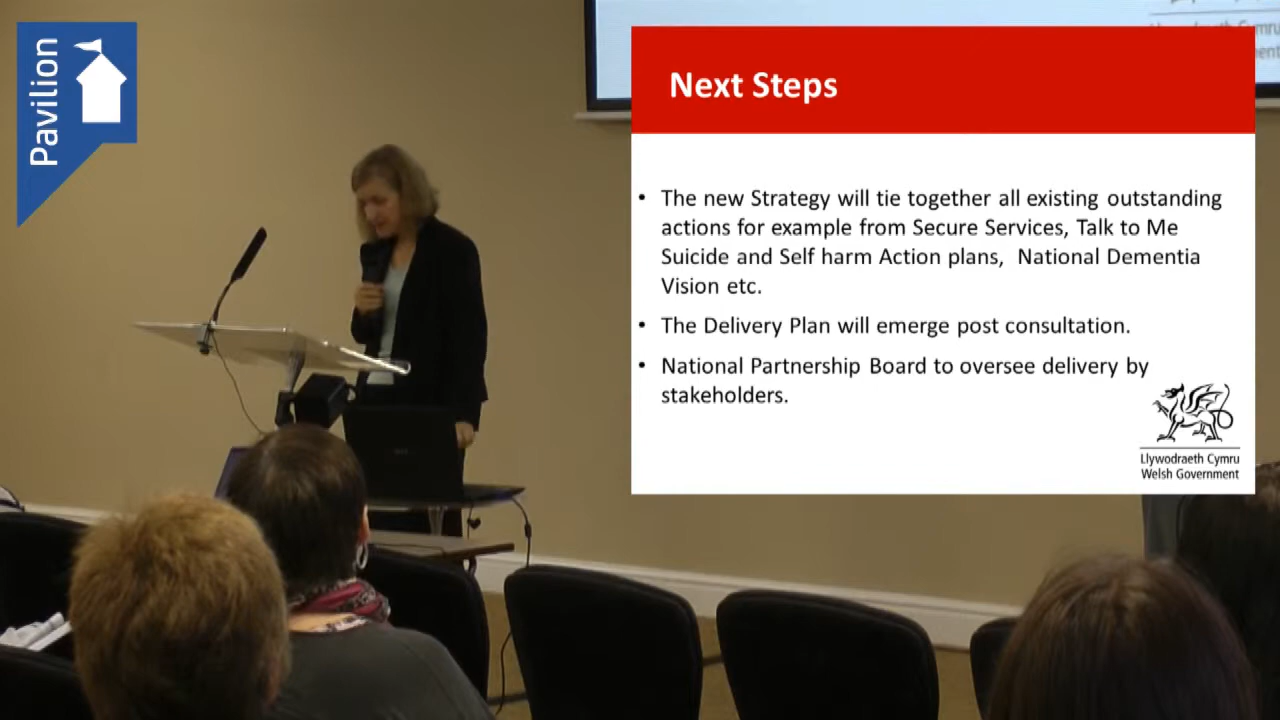 Pavilion
Next Steps
• The new Strategy will tie together all existing outstanding
actions for example from Secure Services, Talk to Me
Suicide and Self harm Action plans, National Dementia
Vision etc.
• The Delivery Plan will emerge post consultation.
• National Partnership Board to oversee delivery by
stakeholders.
Llywodraeth Cymru
Welsh Government